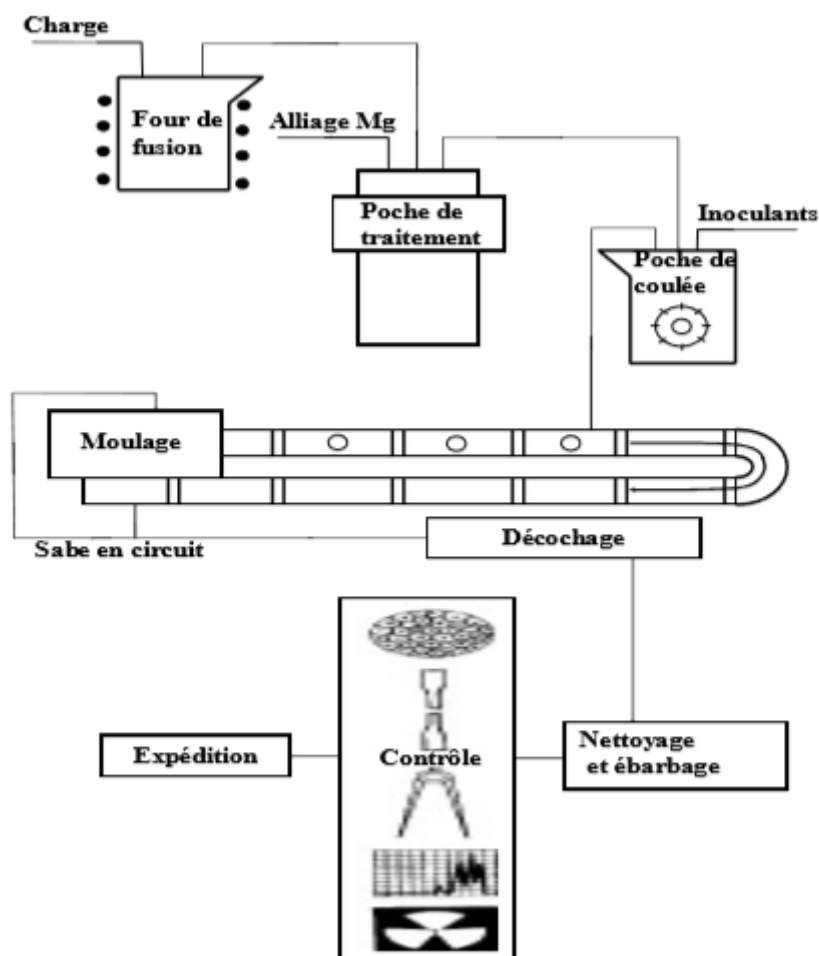 Charge
Four de
fusion
Alliage Mg
Poche de
traitement
Inoculants
Poche de
coulée
Moulage
Sabe en circuit
Décochage
Contrôle
Expédition
Nettoyage
et ébarbage